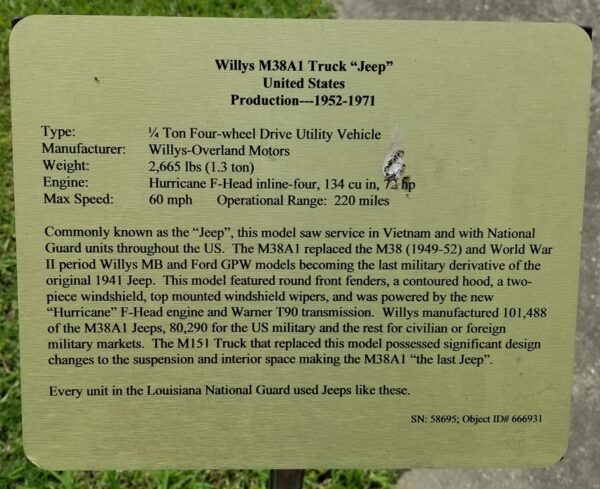 Willys M38A1 Truck “Jeep”
United States
Production---1952-1971
Type: ¼ Ton Four-wheel Drive Utility Vehicle
Manufacturer: Willys-Overland Motors
Weight: 2,665 lbs (1.3 ton)
Engine: Hurricane F-Head inline-four, 134 cu in, hp
Max Speed: 60 mph Operational Range: 220 miles
Commonly known as the “Jeep”, this model saw service in Vietnam and with National
Guard units throughout the US. The M38A1 replaced the M38 (1949-52) and World War
II period Willys MB and Ford GPW models becoming the last military derivative of the
original 1941 Jeep. This model featured round front fenders, a contoured hood, a two-
piece windshield, top mounted windshield wipers, and was powered by the new
“Hurricane” F-Head engine and Warner T90 transmission. Willys manufactured 101,488
of the M38A1 Jeeps, 80,290 for the US military and the rest for civilian or foreign
military markets. The M151 Truck that replaced this model possessed significant design
changes to the suspension and interior space making the M38A1 “the last Jeep”.
Every unit in the Louisiana National Guard used Jeeps like these.
SN: 58695; Object ID# 666931